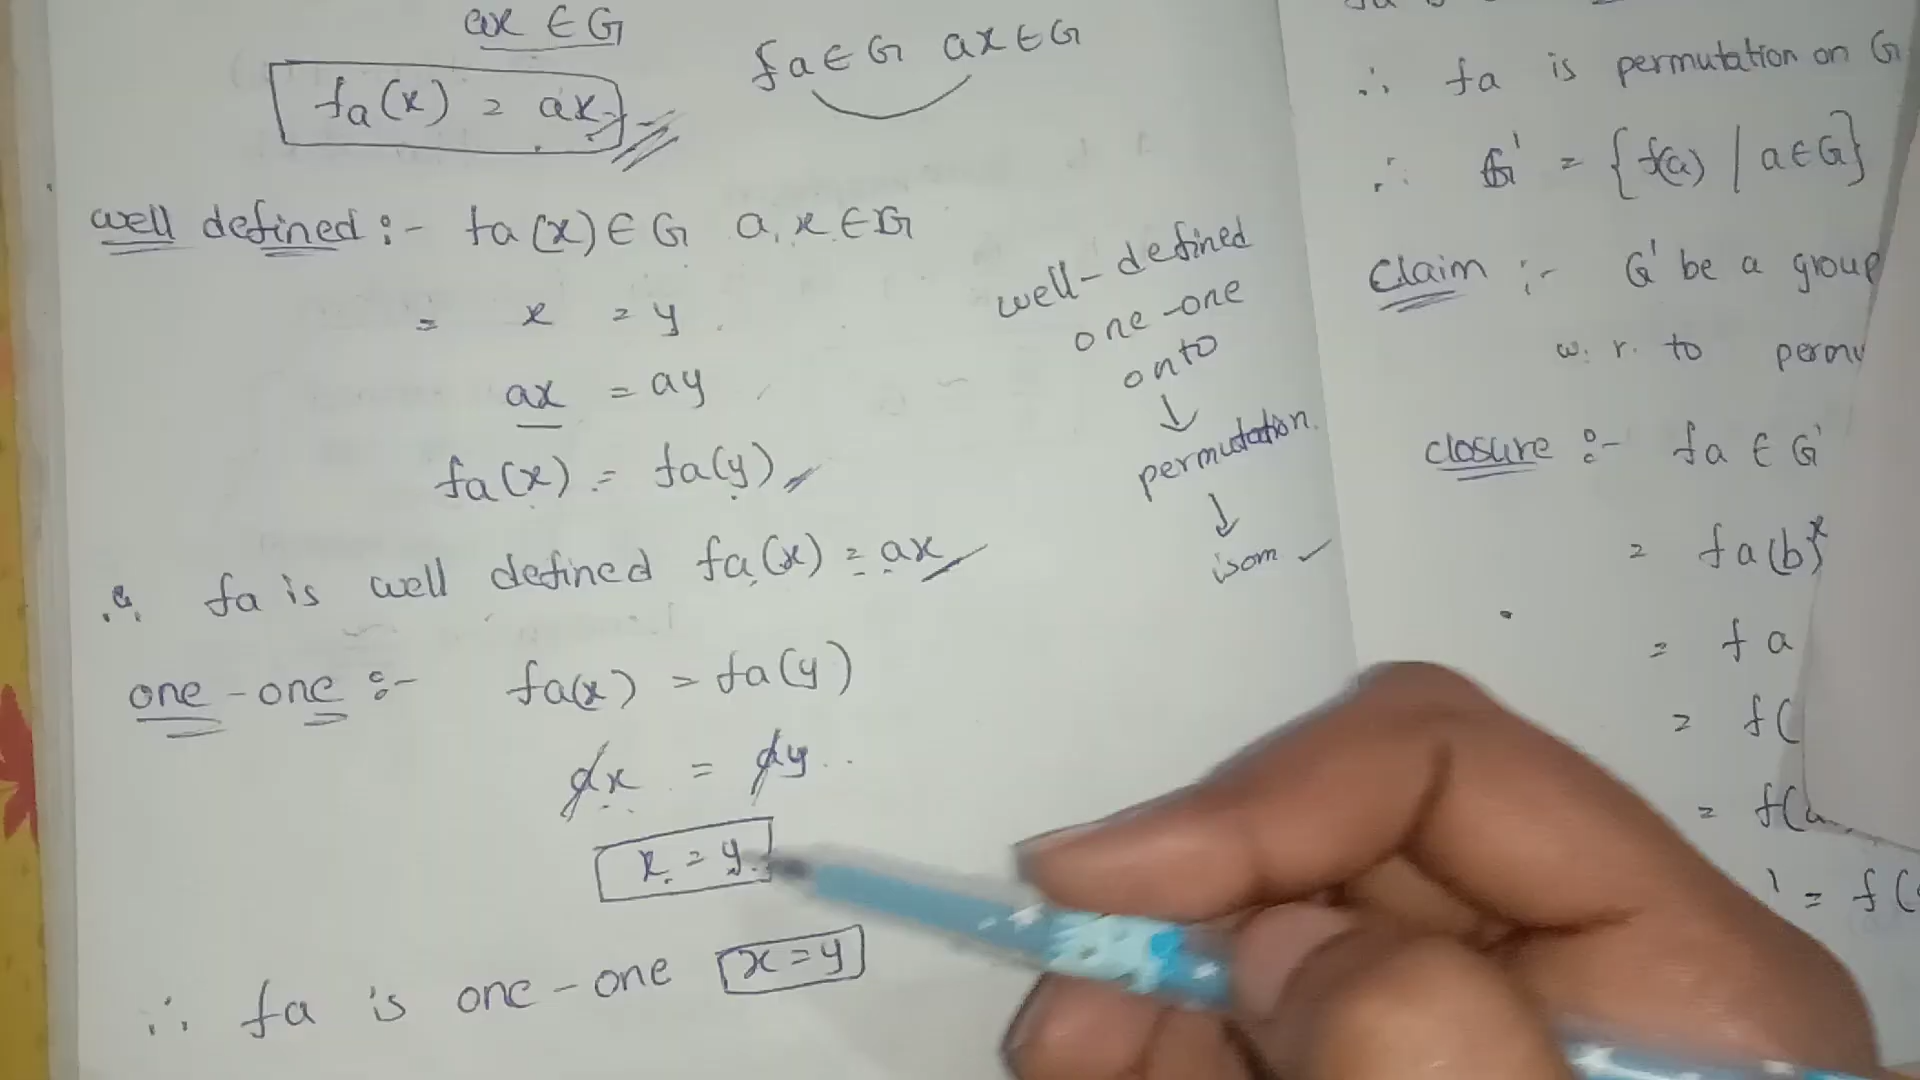 ax ∈ G
fa(x) = ax
fa ∈ G ax ∈ G
well defined :- fa(x) ∈ G a, x ∈ G
= x = y
ax = ay
fa(x) = fa(y)
∴ fa is well defined fa(x) = ax
one-one :- fa(x) = fa(y)
ax = ay
x = y
∴ fa is one-one x = y
well-defined
one-one
onto
↓
permutation.
↓
isom ✓
∴ fa is permutation on G
∴ G' = {f(a) / a ∈ G}
Claim :- G' be a group
w. r. to
closure :- fa ∈ G'
= fa(b)
= fa
= f(
= f(a
= f(